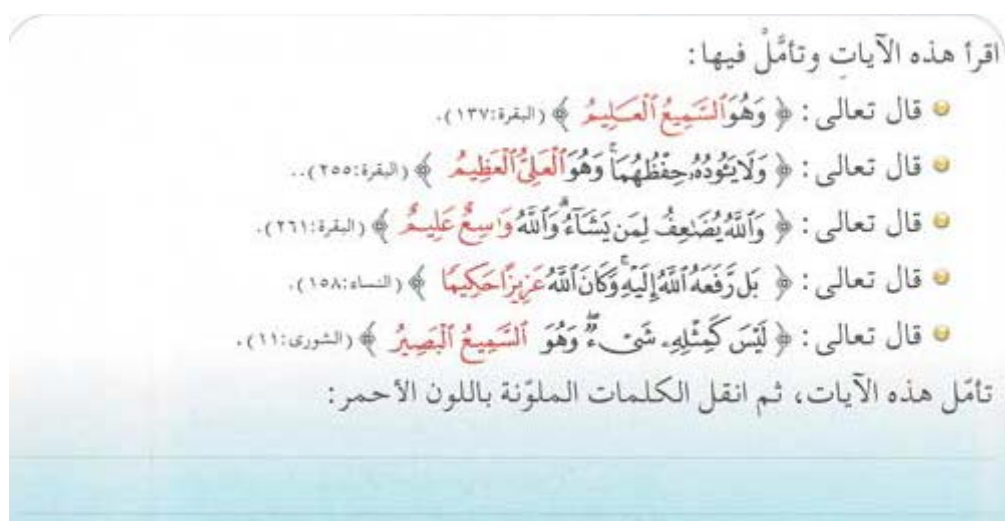 اقرأ هذه الآياتِ وتأمَّلْ فيها:
قال تعالى: ﴿ وَهُوَ ٱلسَّمِيعُ ٱلْعَلِيمُ ﴾ (البقرة:١٣٧).
قال تعالى: ﴿ وَلَا يَـُٔودُهُۥ حِفْظُهُمَا ۚ وَهُوَ ٱلْعَلِىُّ ٱلْعَظِيمُ ﴾ (البقرة:٢٥٥)..
قال تعالى: ﴿ وَٱللَّهُ يُضَٰعِفُ لِمَن يَشَآءُ ۗ وَٱللَّهُ وَٰسِعٌ عَلِيمٌ ﴾ (البقرة:٢٦١).
قال تعالى: ﴿ بَل رَّفَعَهُ ٱللَّهُ إِلَيْهِ ۚ وَكَانَ ٱللَّهُ عَزِيزًا حَكِيمًا ﴾ (النساء:١٥٨).
قال تعالى: ﴿ لَيْسَ كَمِثْلِهِۦ شَىْءٌ ۖ وَهُوَ ٱلسَّمِيعُ ٱلْبَصِيرُ ﴾ (الشورى:١١).
تأمّل هذه الآيات، ثم انقل الكلمات الملوّنة باللون الأحمر: